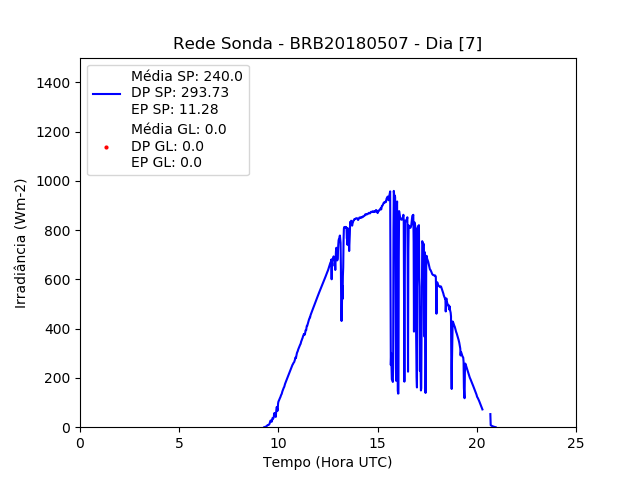 Rede Sonda - BRB20180507 - Dia [7]
Média SP: 240.0
DP SP: 293.73
EP SP: 11.28
Média GL: 0.0
DP GL: 0.0
EP GL: 0.0
1400
1200
1000
800
600
400
200
0
Irradiância (Wm-2)
0 5 10 15 20 25
Tempo (Hora UTC)